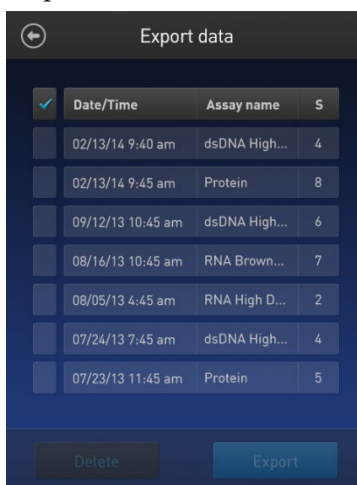 Export data
Date/Time Assay name S
02/13/14 9:40 am dsDNA High... 4
02/13/14 9:45 am Protein 8
09/12/13 10:45 am dsDNA High... 6
08/16/13 10:45 am RNA Brown... 7
08/05/13 4:45 am RNA High D... 2
07/24/13 7:45 am dsDNA High... 4
07/23/13 11:45 am Protein 5
Delete Export